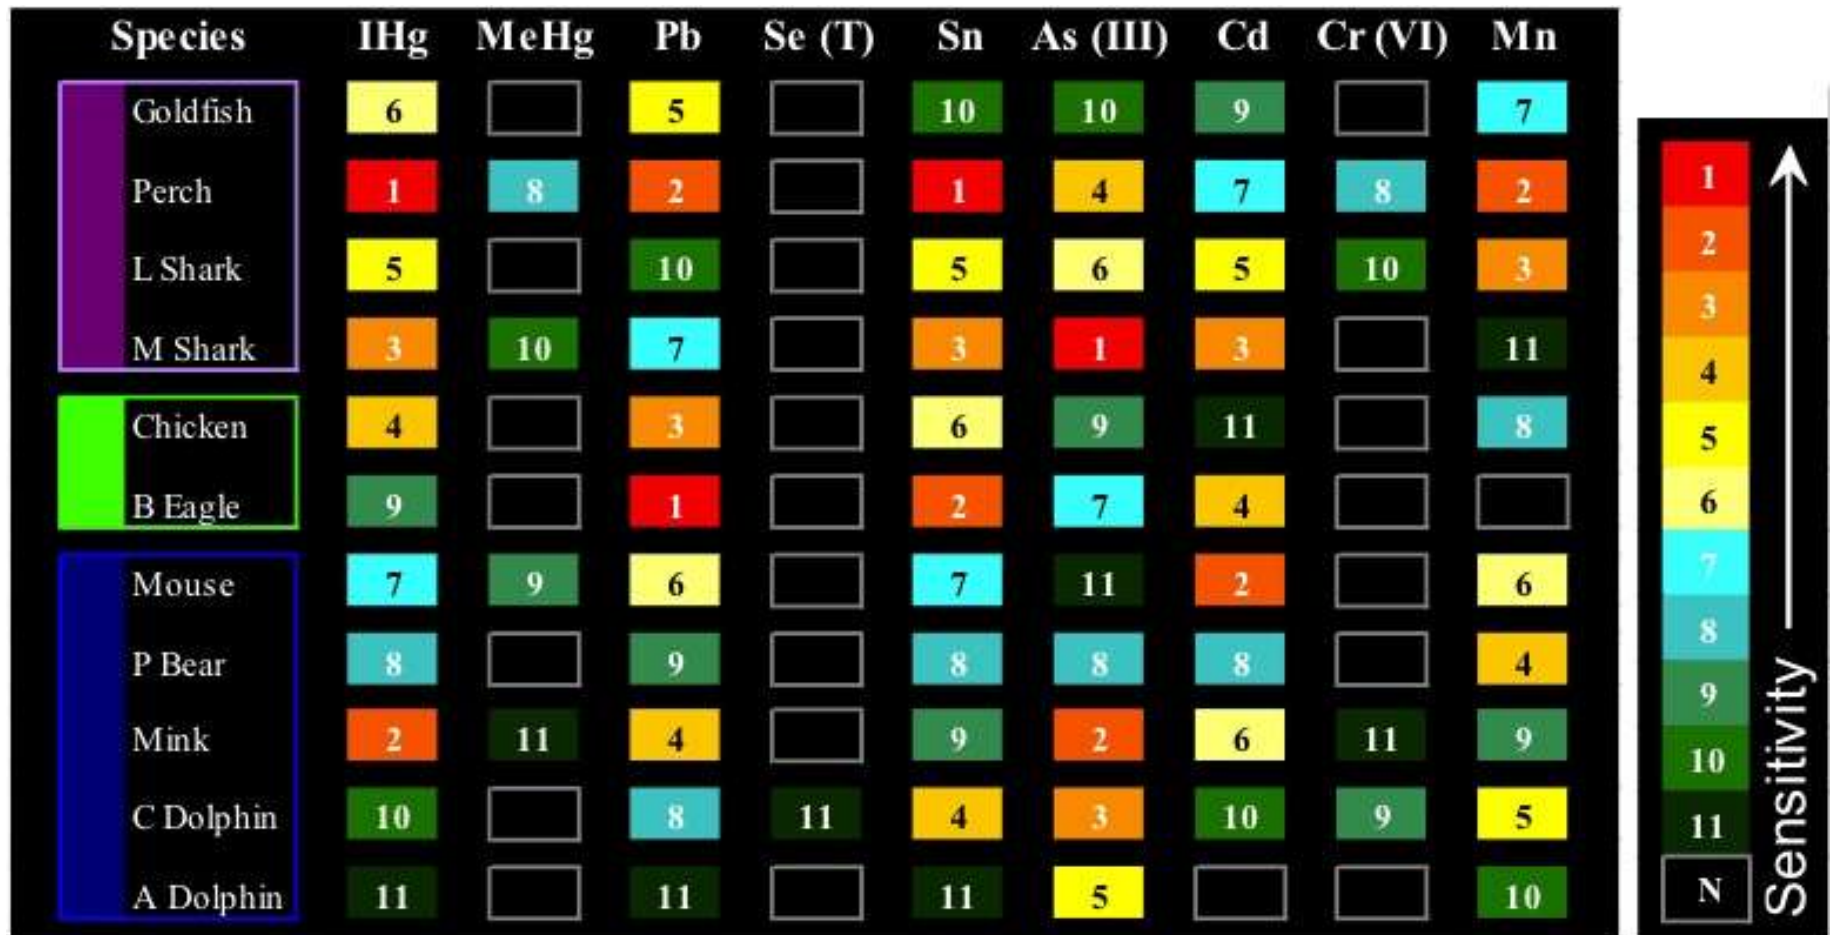 Species IHg MeHg Pb Se (T) Sn As (III) Cd Cr (VI) Mn
Goldfish 6 5 10 10 9 7
Perch 1 8 2 1 4 7 8 2
L Shark 5 10 5 6 5 10 3
M Shark 3 10 7 3 1 3 11
Chicken 4 3 6 9 11 8
B Eagle 9 1 2 7 4
Mouse 7 9 6 7 11 2 6
P Bear 8 9 8 8 8 4
Mink 2 11 4 9 2 6 11 9
C Dolphin 10 8 11 4 3 10 9 5
A Dolphin 11 11 11 5 10
1
2
3
4
5
6
7
8
9
10
11
N
Sensitivity